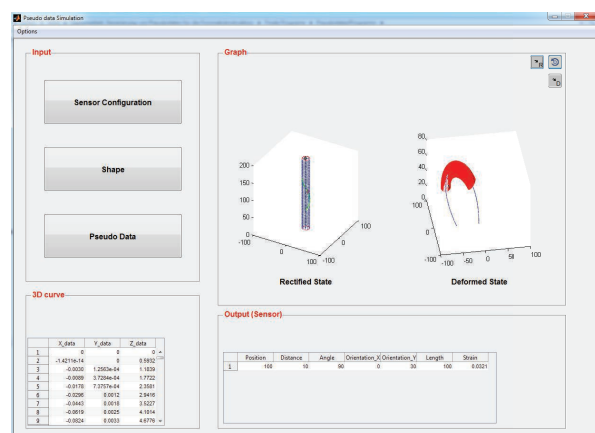 Pseudo data Simulation
Options
Input
Sensor Configuration
Shape
Pseudo Data
Graph
R
D
200
150
100
50
0
-100
0
100 -100
0
100
Rectified State
80
60
40
20
0
100
0
-100 -100 -50 0 50 100
Deformed State
3D curve
X_data Y_data Z_data
1 0 0 0
2 -1.4211e-14 0 0.5932
3 -0.0030 1.2563e-04 1.1839
4 -0.0089 3.7284e-04 1.7722
5 -0.0178 7.3757e-04 2.3581
6 -0.0296 0.0012 2.9416
7 -0.0443 0.0018 3.5227
8 -0.0619 0.0025 4.1014
9 -0.0824 0.0033 4.6776
Output (Sensor)
Position Distance Angle Orientation_X Orientation_Y Length Strain
1 100 10 90 0 30 100 0.0321